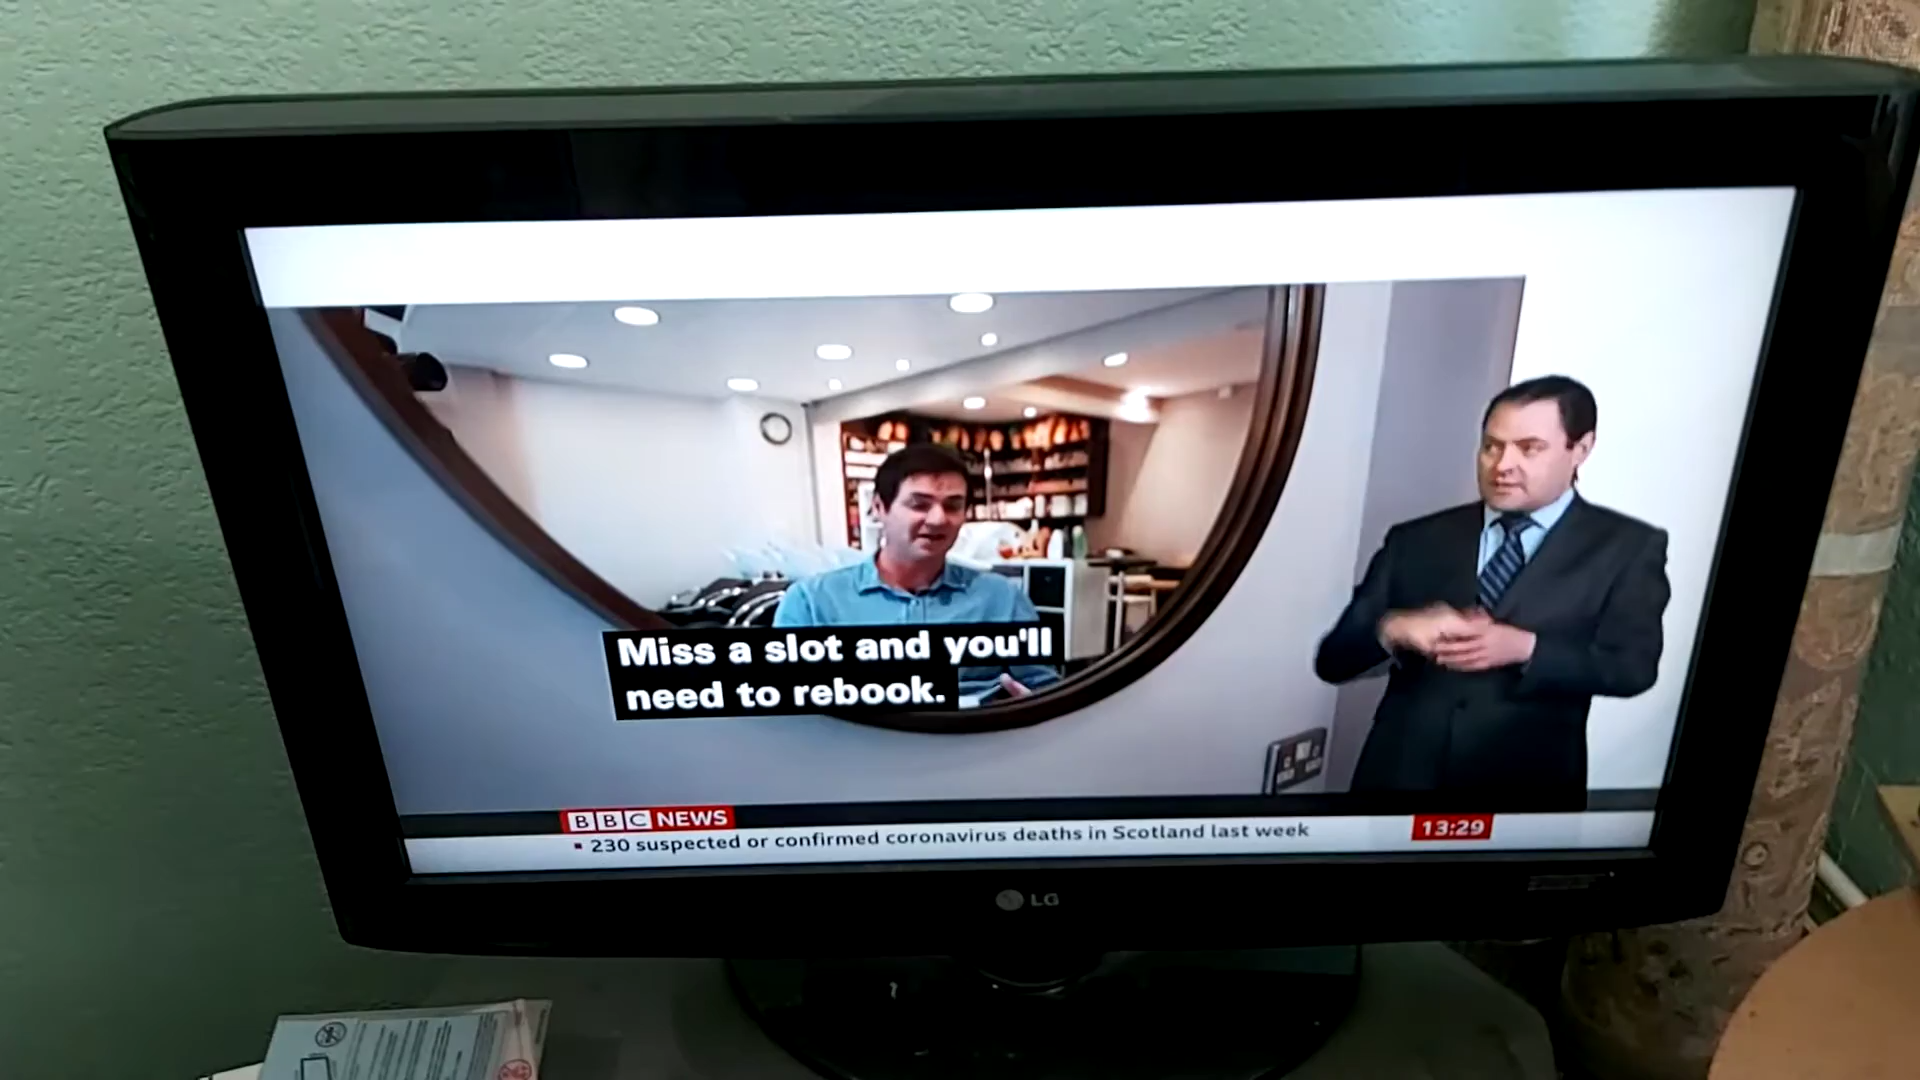 Miss a slot and you'll
need to rebook.
BBC NEWS
13:29
▪ 230 suspected or confirmed coronavirus deaths in Scotland last week
LG